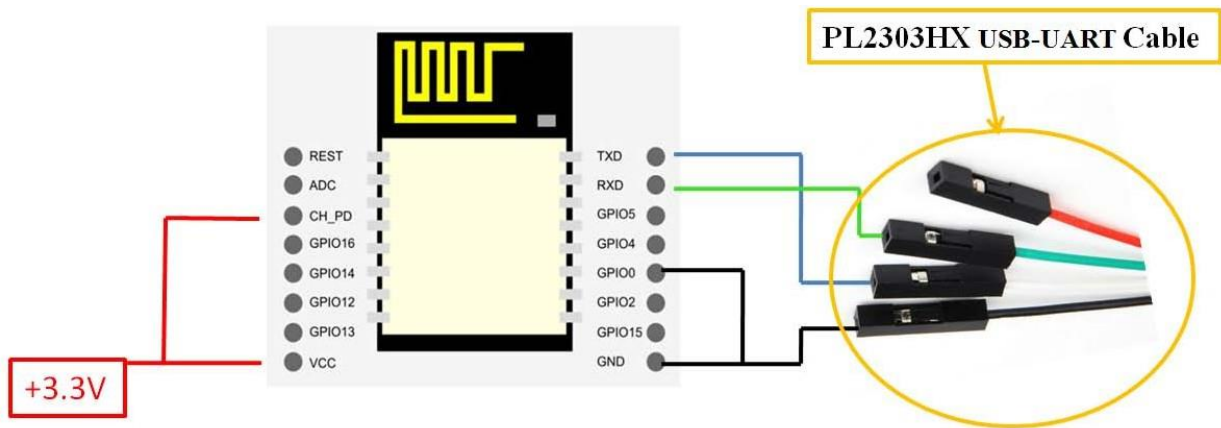 PL2303HX USB-UART Cable
REST
ADC
CH_PD
GPIO16
GPIO14
GPIO12
GPIO13
VCC
TXD
RXD
GPIO5
GPIO4
GPIO0
GPIO2
GPIO15
GND
+3.3V